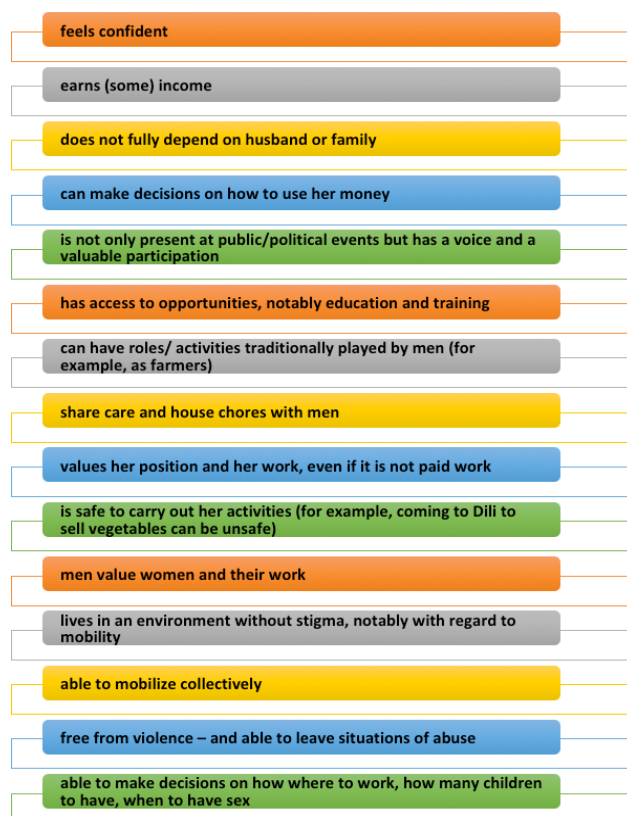 feels confident
earns (some) income
does not fully depend on husband or family
can make decisions on how to use her money
is not only present at public/political events but has a voice and a
valuable participation
has access to opportunities, notably education and training
can have roles/ activities traditionally played by men (for
example, as farmers)
share care and house chores with men
values her position and her work, even if it is not paid work
is safe to carry out her activities (for example, coming to Dili to
sell vegetables can be unsafe)
men value women and their work
lives in an environment without stigma, notably with regard to
mobility
able to mobilize collectively
free from violence – and able to leave situations of abuse
able to make decisions on how where to work, how many children
to have, when to have sex